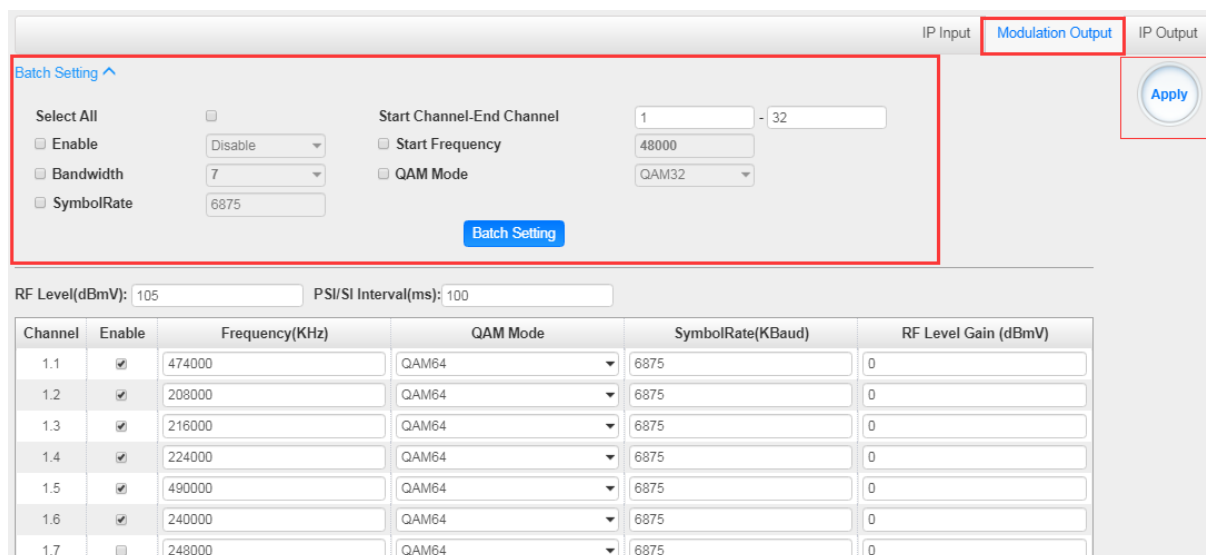 IP Input Modulation Output IP Output
Batch Setting
Apply
Select All Start Channel-End Channel 1 - 32
Enable Disable Start Frequency 48000
Bandwidth 7 QAM Mode QAM32
SymbolRate 6875
Batch Setting
RF Level(dBmV): 105 PSI/SI Interval(ms): 100
Channel Enable Frequency(KHz) QAM Mode SymbolRate(KBaud) RF Level Gain (dBmV)
1.1 474000 QAM64 6875 0
1.2 208000 QAM64 6875 0
1.3 216000 QAM64 6875 0
1.4 224000 QAM64 6875 0
1.5 490000 QAM64 6875 0
1.6 240000 QAM64 6875 0
1.7 248000 QAM64 6875 0